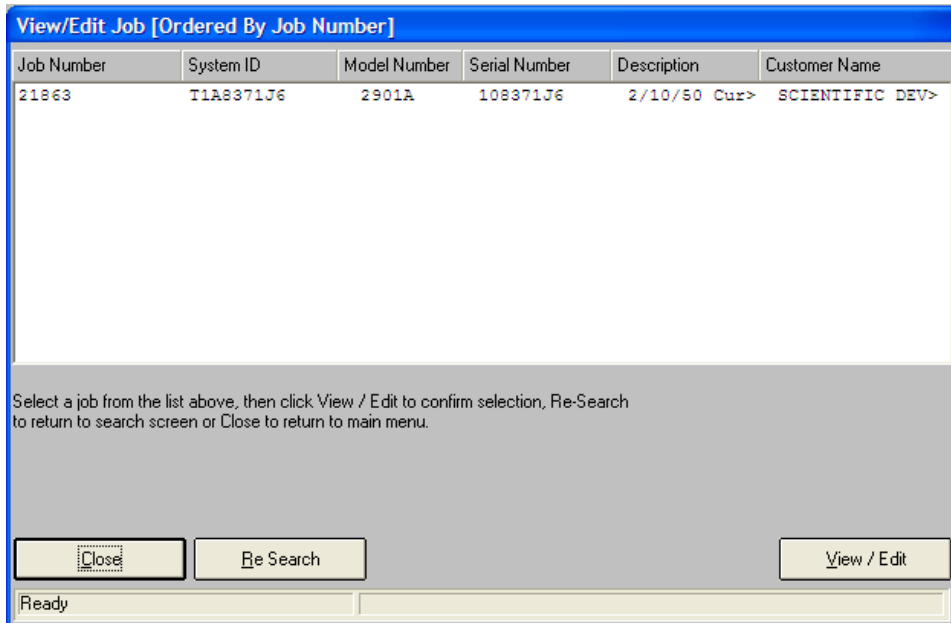 View/Edit Job [Ordered By Job Number]
Job Number System ID Model Number Serial Number Description Customer Name
21863 T1A8371J6 2901A 108371J6 2/10/50 Cur> SCIENTIFIC DEV>
Select a job from the list above, then click View / Edit to confirm selection, Re-Search
to return to search screen or Close to return to main menu.
Close Re Search View / Edit
Ready